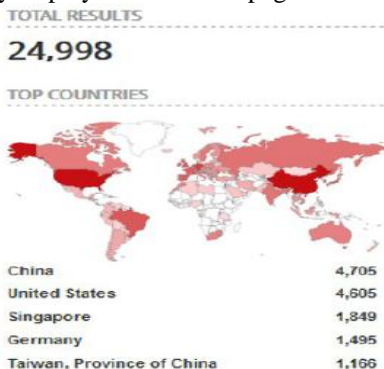 TOTAL RESULTS
24,998
TOP COUNTRIES
China 4,705
United States 4,605
Singapore 1,849
Germany 1,495
Taiwan, Province of China 1,166